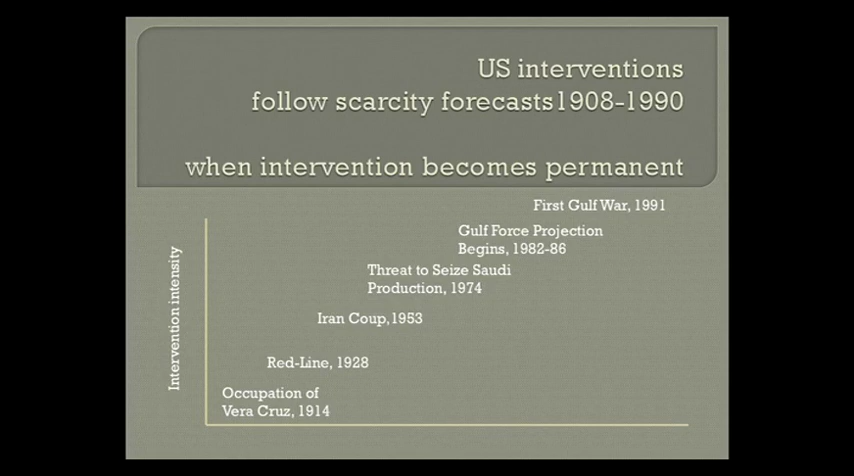 US interventions
follow scarcity forecasts1908-1990
when intervention becomes permanent
First Gulf War, 1991
Gulf Force Projection
Begins, 1982-86
Threat to Seize Saudi
Production, 1974
Iran Coup,1953
Red-Line, 1928
Occupation of
Vera Cruz, 1914
Intervention intensity